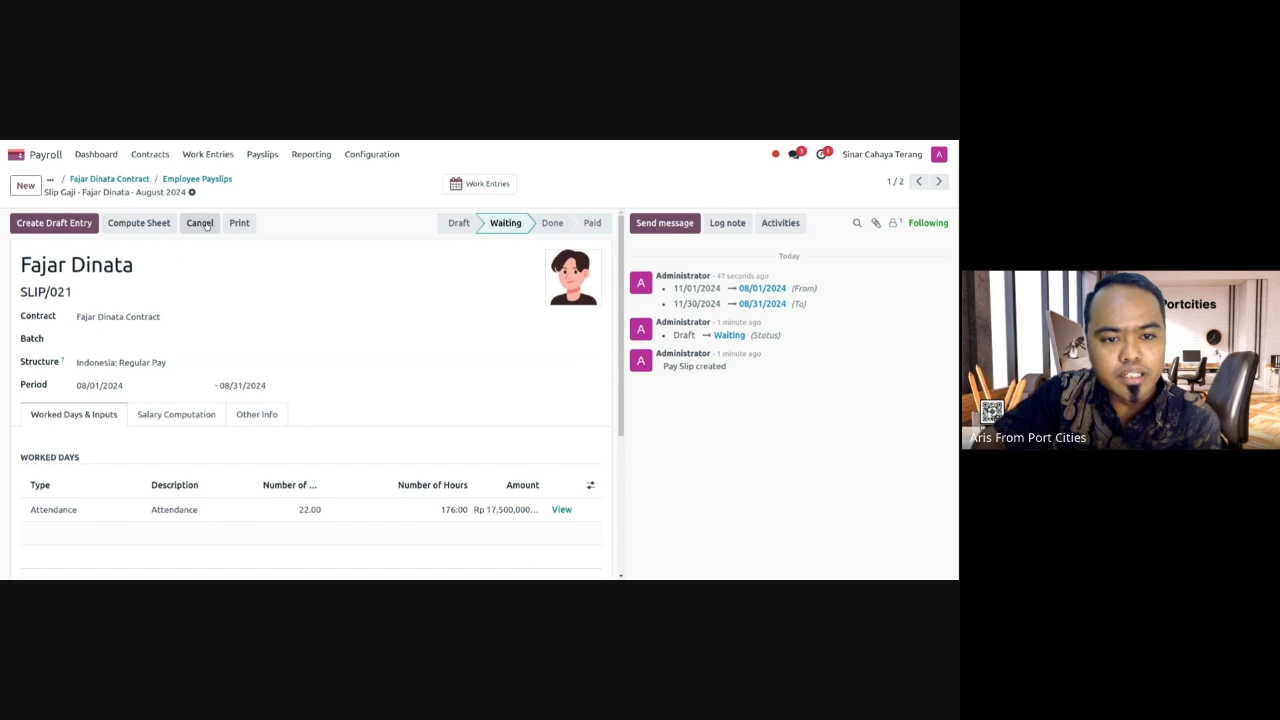 Payroll Dashboard Contracts Work Entries Payslips Reporting Configuration 3 1 Sinar Cahaya Terang A
New ... / Fajar Dinata Contract / Employee Payslips
Slip Gaji - Fajar Dinata - August 2024
Work Entries
1 / 2
Create Draft Entry Compute Sheet Cancel Print Draft Waiting Done Paid
Send message Log note Activities 1 Following
Fajar Dinata
SLIP/021
Contract Fajar Dinata Contract
Batch
Structure ? Indonesia: Regular Pay
Period 08/01/2024 - 08/31/2024
Worked Days & Inputs Salary Computation Other Info
WORKED DAYS
Type Description Number of ... Number of Hours Amount
Attendance Attendance 22.00 176:00 Rp 17,500,000... View
Today
A Administrator - 47 seconds ago
• 11/01/2024 → 08/01/2024 (From)
• 11/30/2024 → 08/31/2024 (To)
A Administrator - 1 minute ago
• Draft → Waiting (Status)
A Administrator - 1 minute ago
Pay Slip created
Portcities
Aris From Port Cities